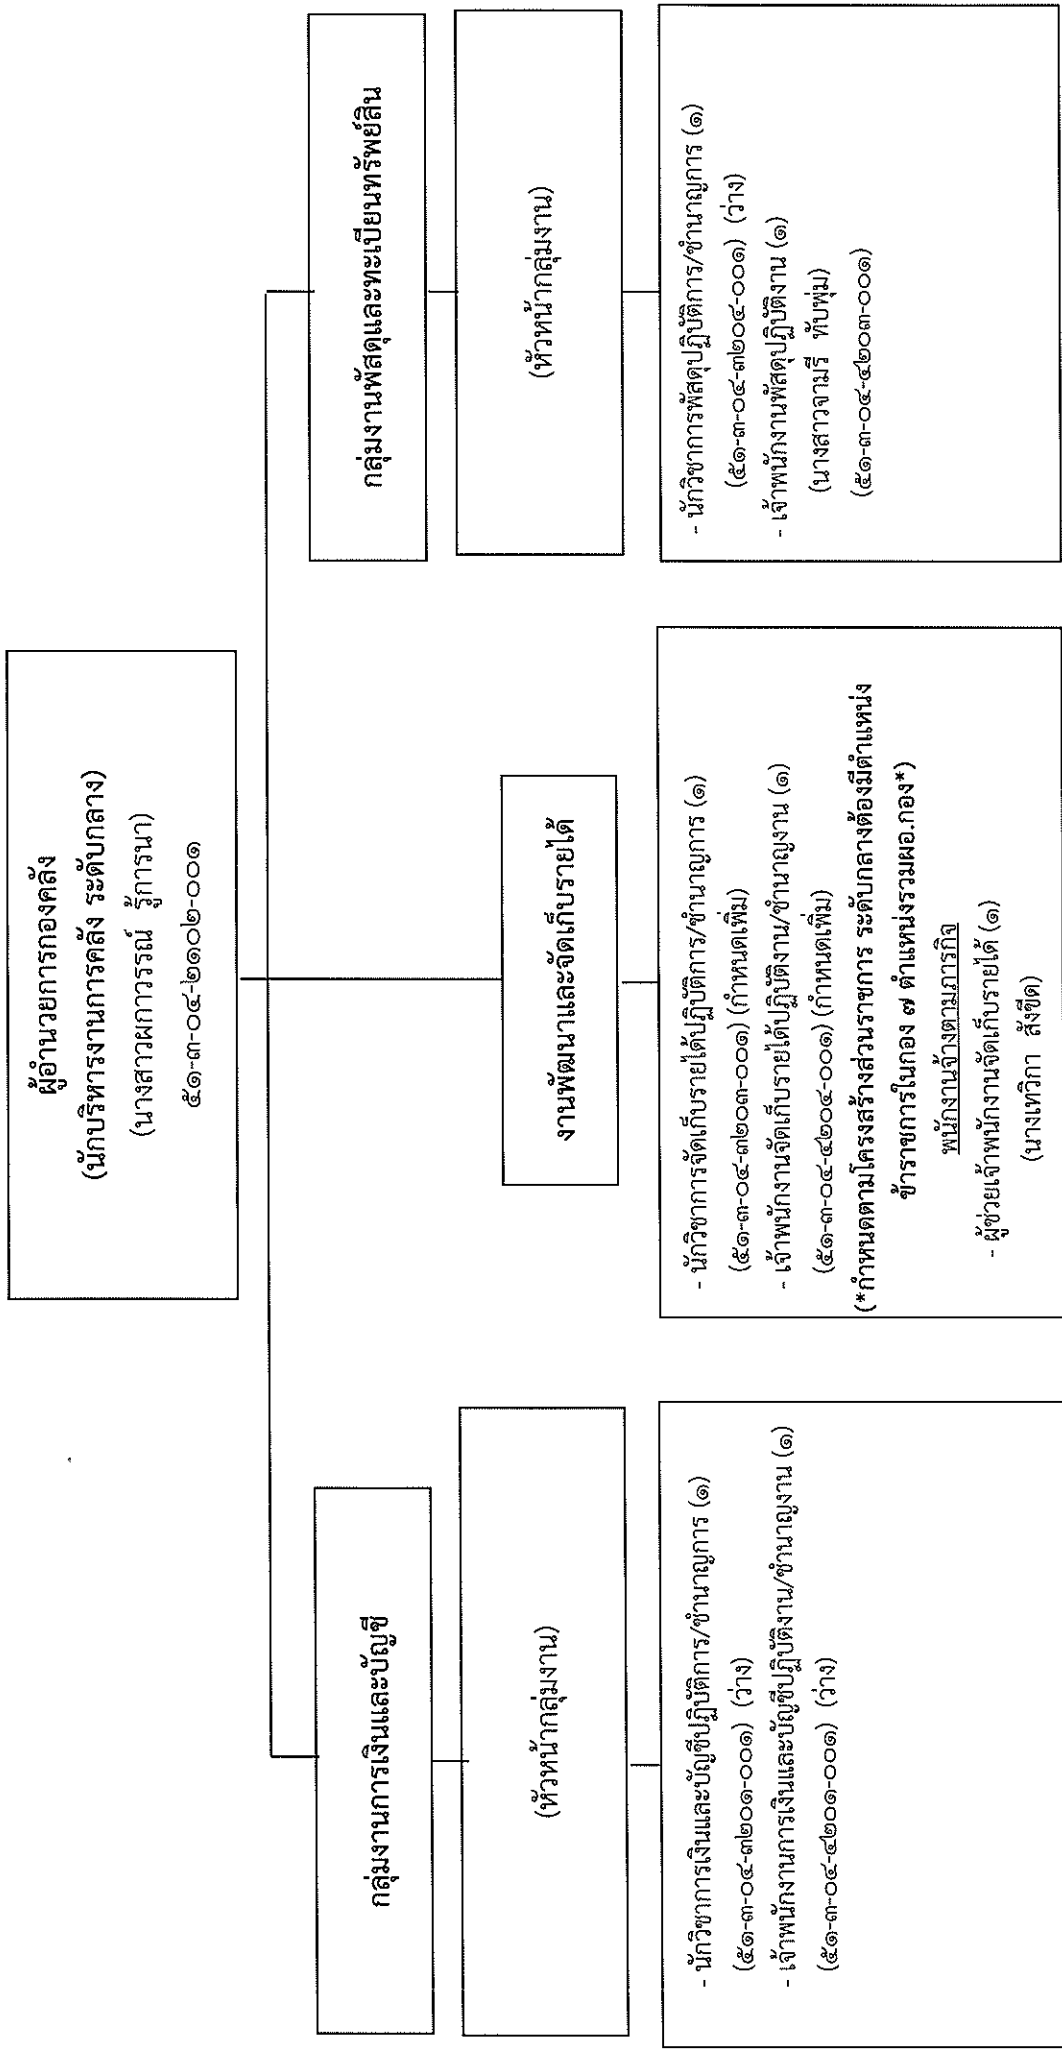 ผู้อำนวยการกองคลัง
(นักบริหารงานการคลัง ระดับกลาง)
(นางสาวผกาวรรณ์ รู้การนา)
๕๑-๓-๐๔-๒๑๐๒-๐๐๑
กลุ่มงานการเงินและบัญชี
(หัวหน้ากลุ่มงาน)
- นักวิชาการเงินและบัญชีปฏิบัติการ/ชำนาญการ (๑)
(๕๑-๓-๐๔-๓๒๐๑-๐๐๑) (ว่าง)
- เจ้าพนักงานการเงินและบัญชีปฏิบัติงาน/ชำนาญงาน (๑)
(๕๑-๓-๐๔-๔๒๐๑-๐๐๑) (ว่าง)
งานพัฒนาและจัดเก็บรายได้
- นักวิชาการจัดเก็บรายได้ปฏิบัติการ/ชำนาญการ (๑)
(๕๑-๓-๐๔-๓๒๐๓-๐๐๑) (กำหนดเพิ่ม)
- เจ้าพนักงานจัดเก็บรายได้ปฏิบัติงาน/ชำนาญงาน (๑)
(๕๑-๓-๐๔-๔๒๐๔-๐๐๑) (กำหนดเพิ่ม)
(*กำหนดตามโครงสร้างส่วนราชการ ระดับกลางต้องมีตำแหน่ง
ข้าราชการในกอง ๗ ตำแหน่งรวมผอ.กอง*)
พนักงานจ้างตามภารกิจ
- ผู้ช่วยเจ้าพนักงานจัดเก็บรายได้ (๑)
(นางเทวิกา สังขีด)
กลุ่มงานพัสดุและทะเบียนทรัพย์สิน
(หัวหน้ากลุ่มงาน)
- นักวิชาการพัสดุปฏิบัติการ/ชำนาญการ (๑)
(๕๑-๓-๐๔-๓๒๐๔-๐๐๑) (ว่าง)
- เจ้าพนักงานพัสดุปฏิบัติงาน (๑)
(นางสาวจามรี ทับพุ่ม)
(๕๑-๓-๐๔-๔๒๐๓-๐๐๑)